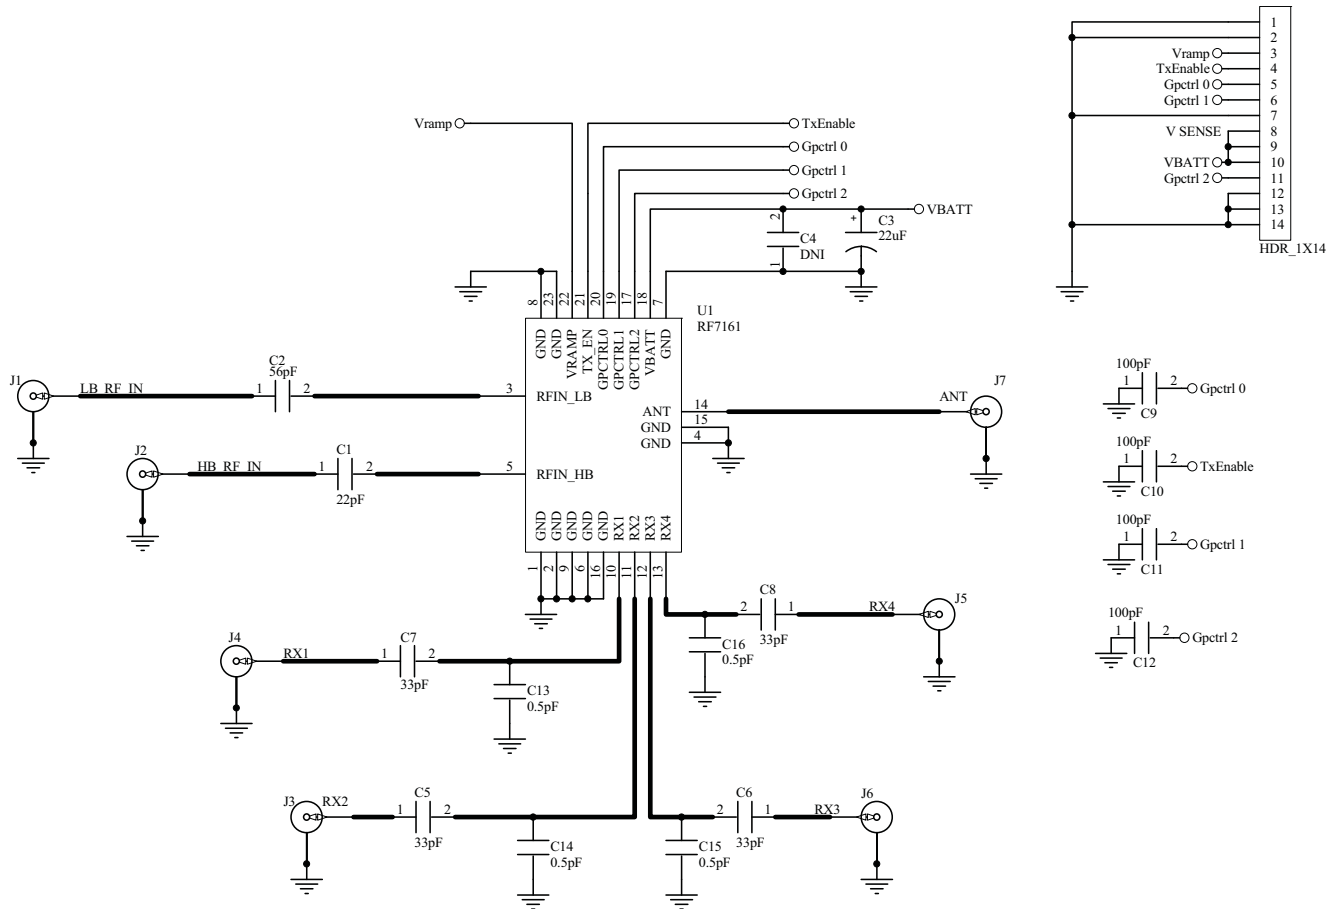 1
2
Vramp 3
TxEnable 4
Gpctrl 0 5
Gpctrl 1 6
7
V SENSE 8
9
VBATT 10
Gpctrl 2 11
12
13
14
HDR_1X14
Vramp
TxEnable
Gpctrl 0
Gpctrl 1
Gpctrl 2
VBATT
2
C4
DNI
1
+
C3
22uF
8
23
22
21
20
19
17
18
7
U1
RF7161
GND
GND
VRAMP
TX_EN
GPCTRL0
GPCTRL1
GPCTRL2
VBATT
GND
J1
LB RF IN
C2
56pF
1 2
3
RFIN_LB
J2
HB RF IN
C1
1 2
22pF
5
RFIN_HB
ANT 14
GND 15
GND 4
ANT
J7
GND
GND
GND
GND
GND
RX1
RX2
RX3
RX4
1
2
9
6
16
10
11
12
13
J4
RX1
C7
1 2
33pF
C13
0.5pF
C8
2 1
33pF
RX4
J5
C16
0.5pF
J3
RX2
C5
1 2
33pF
C14
0.5pF
C6
2 1
33pF
RX3
J6
C15
0.5pF
100pF
1 2 Gpctrl 0
C9
100pF
1 2 TxEnable
C10
100pF
1 2 Gpctrl 1
C11
100pF
1 2 Gpctrl 2
C12